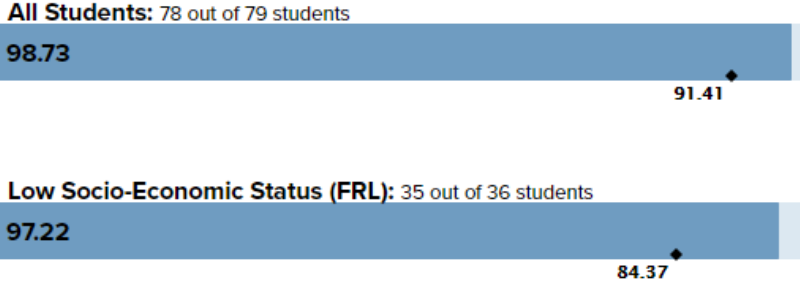 All Students: 78 out of 79 students
98.73
91.41
Low Socio-Economic Status (FRL): 35 out of 36 students
97.22
84.37